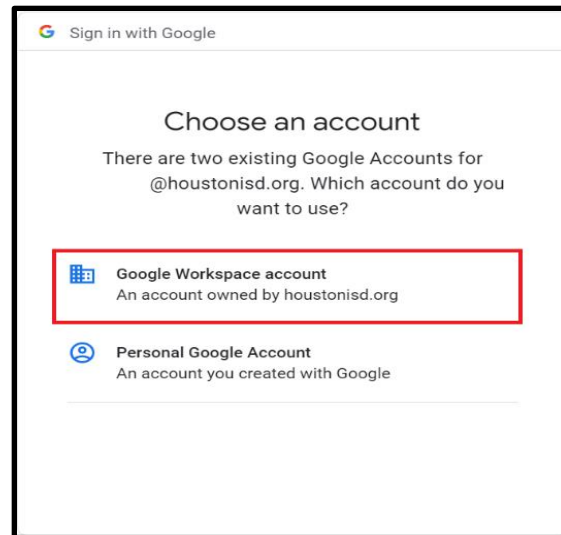 Sign in with Google
Choose an account
There are two existing Google Accounts for
@houstonisd.org. Which account do you
want to use?
Google Workspace account
An account owned by houstonisd.org
Personal Google Account
An account you created with Google